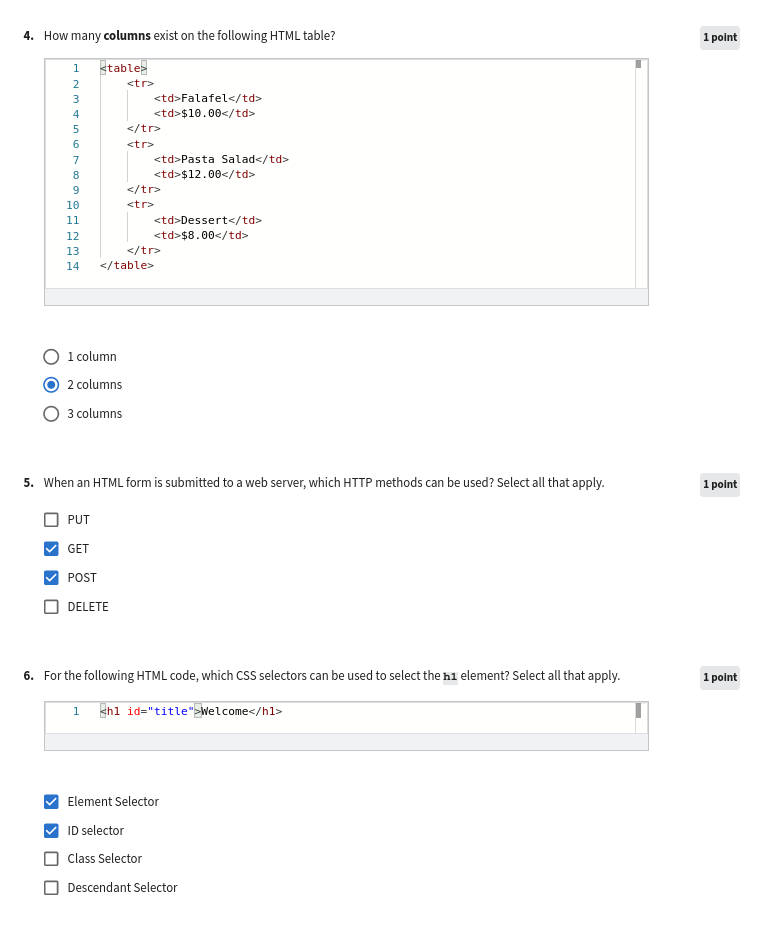 4. How many columns exist on the following HTML table?
1 point
1 <table>
2 <tr>
3 <td>Falafel</td>
4 <td>$10.00</td>
5 </tr>
6 <tr>
7 <td>Pasta Salad</td>
8 <td>$12.00</td>
9 </tr>
10 <tr>
11 <td>Dessert</td>
12 <td>$8.00</td>
13 </tr>
14 </table>
1 column
2 columns
3 columns
5. When an HTML form is submitted to a web server, which HTTP methods can be used? Select all that apply.
1 point
PUT
GET
POST
DELETE
6. For the following HTML code, which CSS selectors can be used to select the h1 element? Select all that apply.
1 point
1 <h1 id="title">Welcome</h1>
Element Selector
ID selector
Class Selector
Descendant Selector